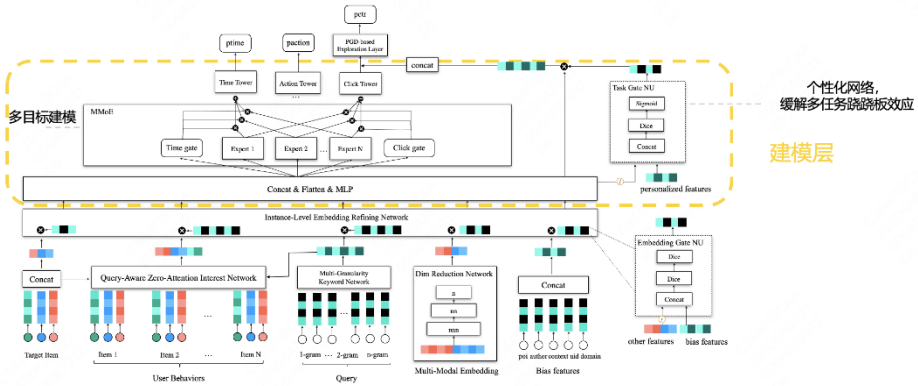 pctr
ptime
paction
PGD-based
Exploration Layer
concat
Time Tower
Action Tower
Click Tower
...
Task Gate NU
Sigmoid
Dice
Concat
个性化网络，
缓解多任务跷跷板效应
多目标建模
MMoE
Time gate
Expert 1
Expert 2
...
Expert N
Click gate
建模层
personalized features
Concat & Flatten & MLP
Instance-Level Embedding Refining Network
Embedding Gate NU
Dice
Dice
Concat
other features
bias features
Concat
Query-Aware Zero-Attention Interest Network
Multi-Granularity
Keyword Network
Dim Reduction Network
n
nn
Concat
...
Target Item
Item 1
Item 2
...
Item N
User Behaviors
1-gram
...
2-gram
...
n-gram
Query
Multi-Modal Embedding
poi author context uid domain
Bias features